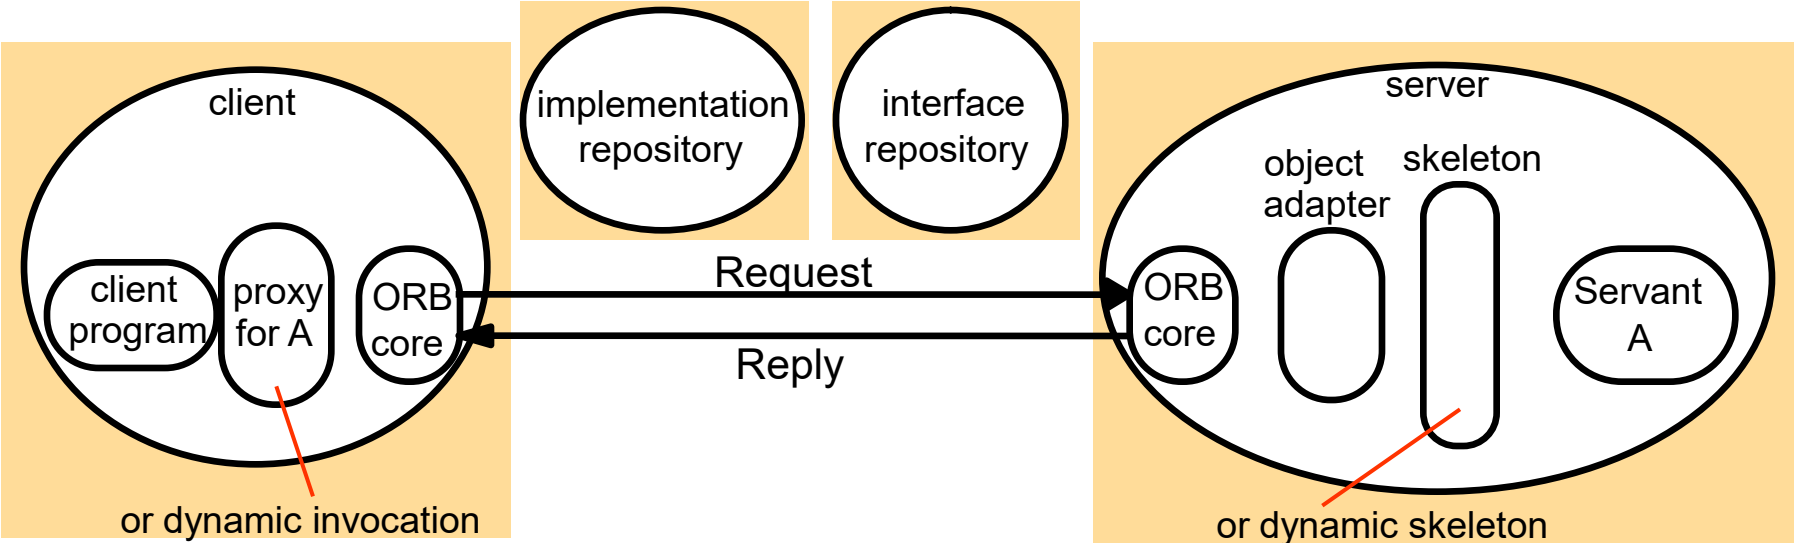 client
client
program
proxy
for A
ORB
core
or dynamic invocation
implementation
repository
interface
repository
Request
Reply
server
object
adapter
skeleton
ORB
core
Servant
A
or dynamic skeleton